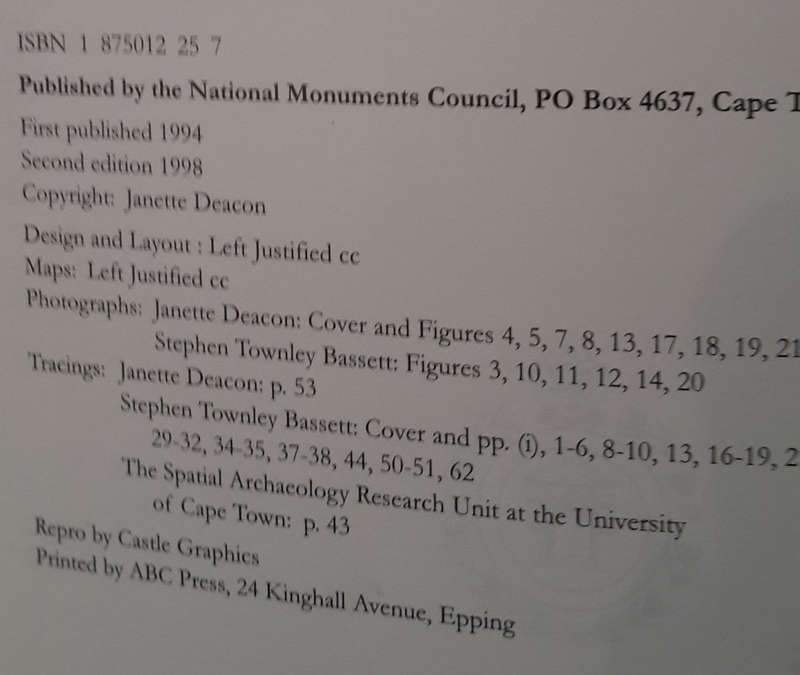 ISBN 1 875012 25 7
Published by the National Monuments Council, PO Box 4637, Cape T
First published 1994
Second edition 1998
Copyright: Janette Deacon
Design and Layout : Left Justified cc
Maps: Left Justified cc
Photographs: Janette Deacon: Cover and Figures 4, 5, 7, 8, 13, 17, 18, 19, 21
Stephen Townley Bassett: Figures 3, 10, 11, 12, 14, 20
Tracings: Janette Deacon: p. 53
Stephen Townley Bassett: Cover and pp. (i), 1-6, 8-10, 13, 16-19, 2
29-32, 34-35, 37-38, 44, 50-51, 62
The Spatial Archaeology Research Unit at the University
of Cape Town: p. 43
Repro by Castle Graphics
Printed by ABC Press, 24 Kinghall Avenue, Epping